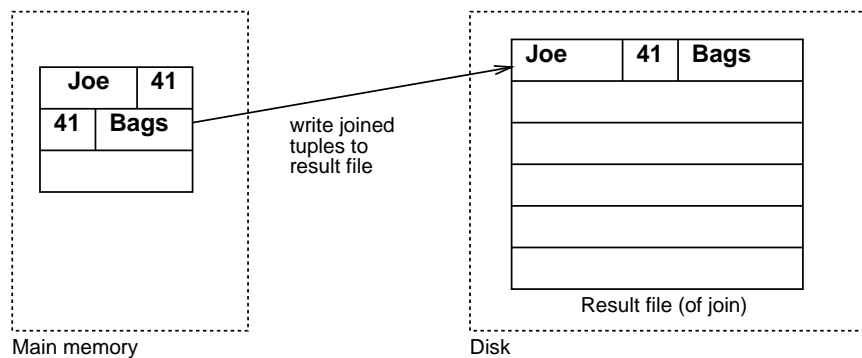 Joe 41
41 Bags
write joined
tuples to
result file
Main memory
Joe 41 Bags
Result file (of join)
Disk